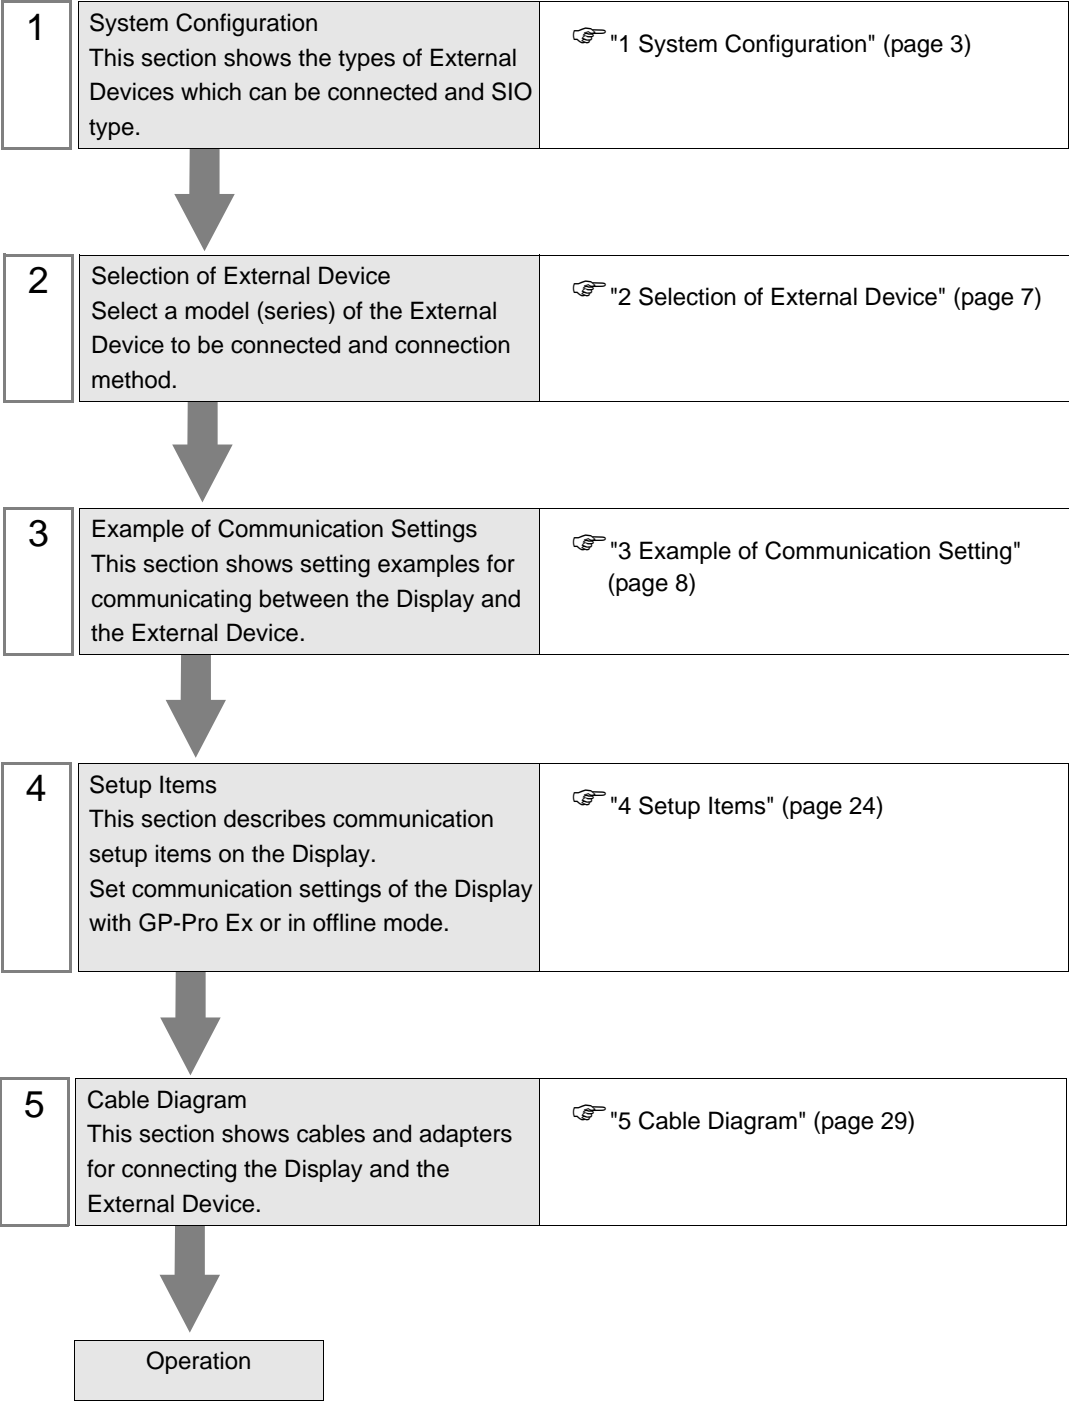 1
System Configuration
This section shows the types of External
Devices which can be connected and SIO
type.
"1 System Configuration" (page 3)
2
Selection of External Device
Select a model (series) of the External
Device to be connected and connection
method.
"2 Selection of External Device" (page 7)
3
Example of Communication Settings
This section shows setting examples for
communicating between the Display and
the External Device.
"3 Example of Communication Setting"
(page 8)
4
Setup Items
This section describes communication
setup items on the Display.
Set communication settings of the Display
with GP-Pro Ex or in offline mode.
"4 Setup Items" (page 24)
5
Cable Diagram
This section shows cables and adapters
for connecting the Display and the
External Device.
"5 Cable Diagram" (page 29)
Operation